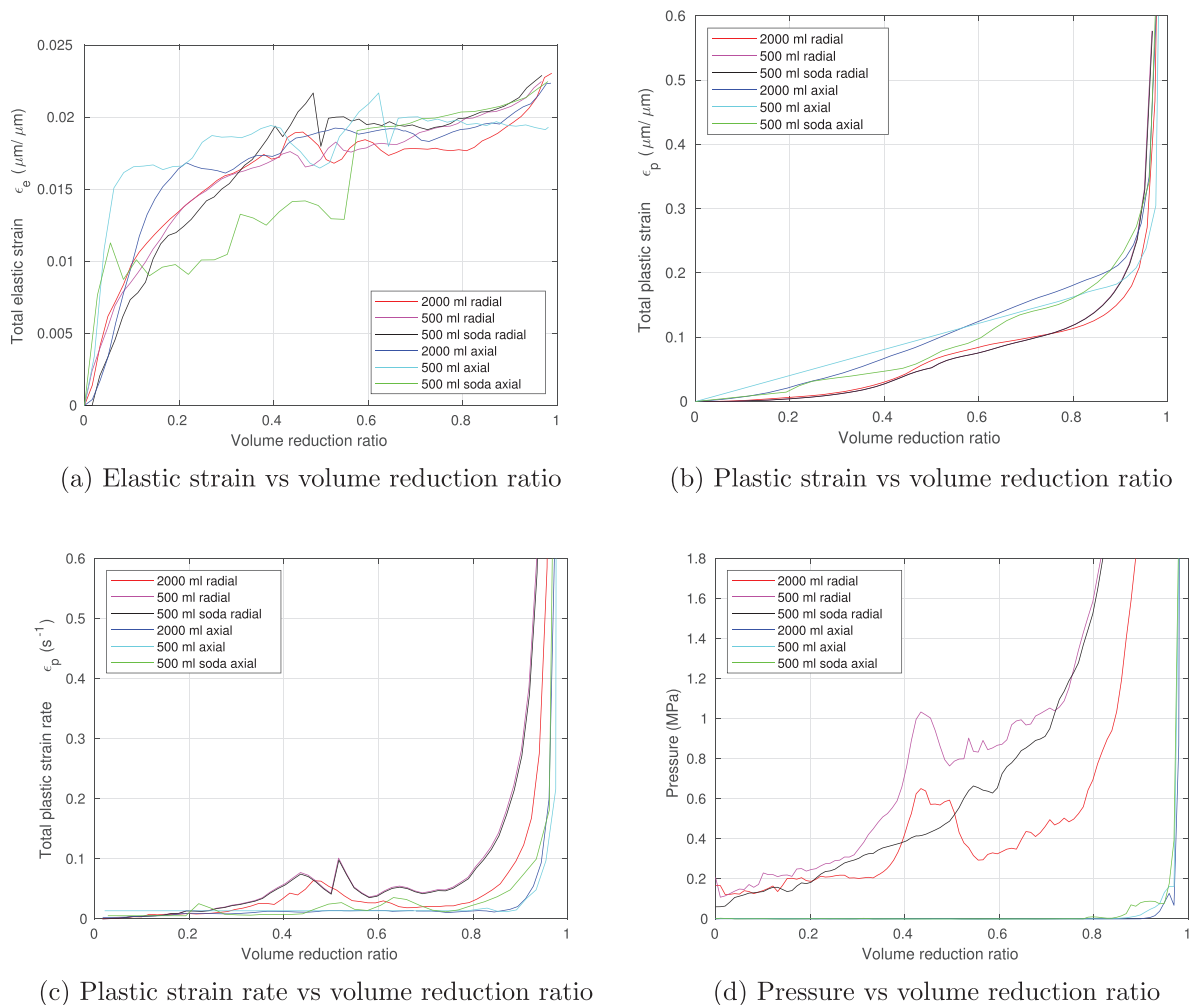 0.025
0.02
0.015
0.01
0.005
0
0 0.2 0.4 0.6 0.8 1
Volume reduction ratio
Total elastic strain ϵe ( μm/ μm)
2000 ml radial
500 ml radial
500 ml soda radial
2000 ml axial
500 ml axial
500 ml soda axial
(a) Elastic strain vs volume reduction ratio
0.6
0.5
0.4
0.3
0.2
0.1
0
0 0.2 0.4 0.6 0.8 1
Volume reduction ratio
Total plastic strain ϵp ( μm/ μm)
2000 ml radial
500 ml radial
500 ml soda radial
2000 ml axial
500 ml axial
500 ml soda axial
(b) Plastic strain vs volume reduction ratio
0.6
0.5
0.4
0.3
0.2
0.1
0
0 0.2 0.4 0.6 0.8 1
Volume reduction ratio
Total plastic strain rate ϵp (s-1)
2000 ml radial
500 ml radial
500 ml soda radial
2000 ml axial
500 ml axial
500 ml soda axial
(c) Plastic strain rate vs volume reduction ratio
1.8
1.6
1.4
1.2
1
0.8
0.6
0.4
0.2
0
0 0.2 0.4 0.6 0.8 1
Volume reduction ratio
Pressure (MPa)
2000 ml radial
500 ml radial
500 ml soda radial
2000 ml axial
500 ml axial
500 ml soda axial
(d) Pressure vs volume reduction ratio